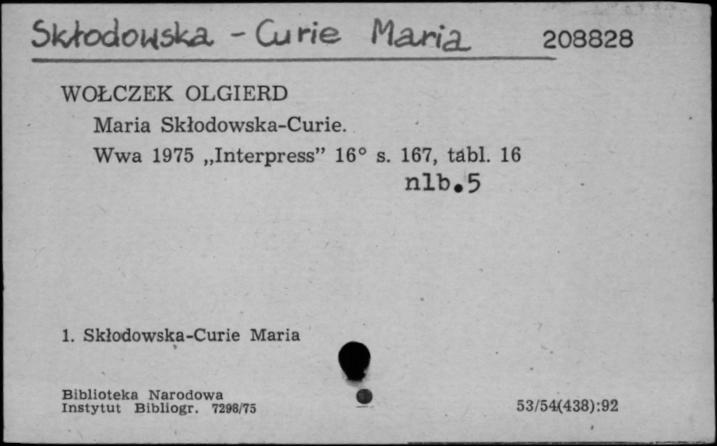 Skłodowska - Curie Maria 208828
WOŁCZEK OLGIERD
Maria Skłodowska-Curie.
Wwa 1975 „Interpress” 16° s. 167, tabl. 16
nlb.5
1. Skłodowska-Curie Maria
Biblioteka Narodowa
Instytut Bibliogr. 7298/75
53/54(438):92